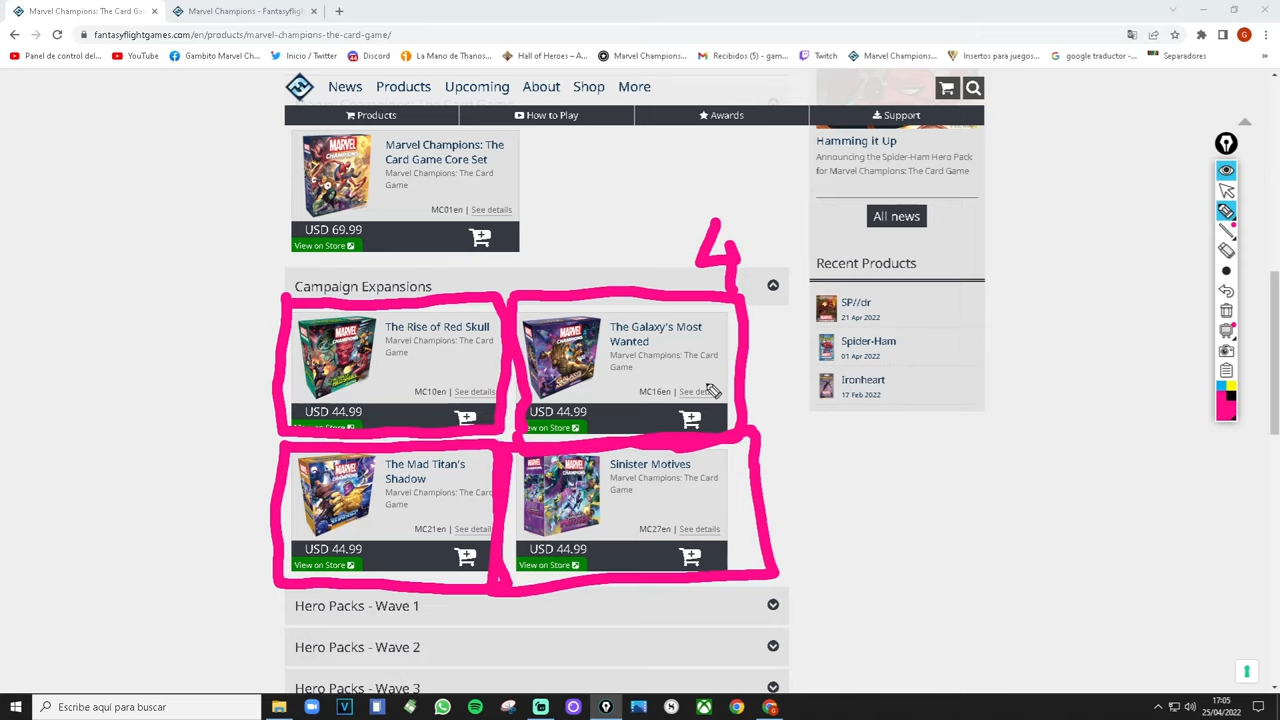 Marvel Champions: The Card Ga
Marvel Champions - Fantasyfligh
fantasyflightgames.com/en/products/marvel-champions-the-card-game/
Panel de control del...
YouTube
Gambito Marvel Ch...
Inicio / Twitter
Discord
La Mano de Thanos...
Hall of Heroes – A...
Marvel Champions...
Recibidos (5) - gam...
Twitch
Marvel Champions...
Insertos para juegos...
google traductor -...
Separadores
News
Products
Upcoming
About
Shop
More
Products
How to Play
Awards
Support
Marvel Champions: The
Card Game Core Set
Marvel Champions: The Card
Game
MC01en | See details
USD 69.99
View on Store
4
Campaign Expansions
The Rise of Red Skull
Marvel Champions: The Card
Game
MC10en | See details
USD 44.99
View on Store
The Galaxy's Most
Wanted
Marvel Champions: The Card
Game
MC16en | See
USD 44.99
View on Store
The Mad Titan's
Shadow
Marvel Champions: The Card
Game
MC21en | See details
USD 44.99
View on Store
Sinister Motives
Marvel Champions: The Card
Game
MC27en | See details
USD 44.99
View on Store
Hero Packs - Wave 1
Hero Packs - Wave 2
Hero Packs - Wave 3
Hamming it Up
Announcing the Spider-Ham Hero Pack
for Marvel Champions: The Card Game
All news
Recent Products
SP//dr
21 Apr 2022
Spider-Ham
01 Apr 2022
Ironheart
17 Feb 2022
Escribe aquí para buscar
17:05
25/04/2022